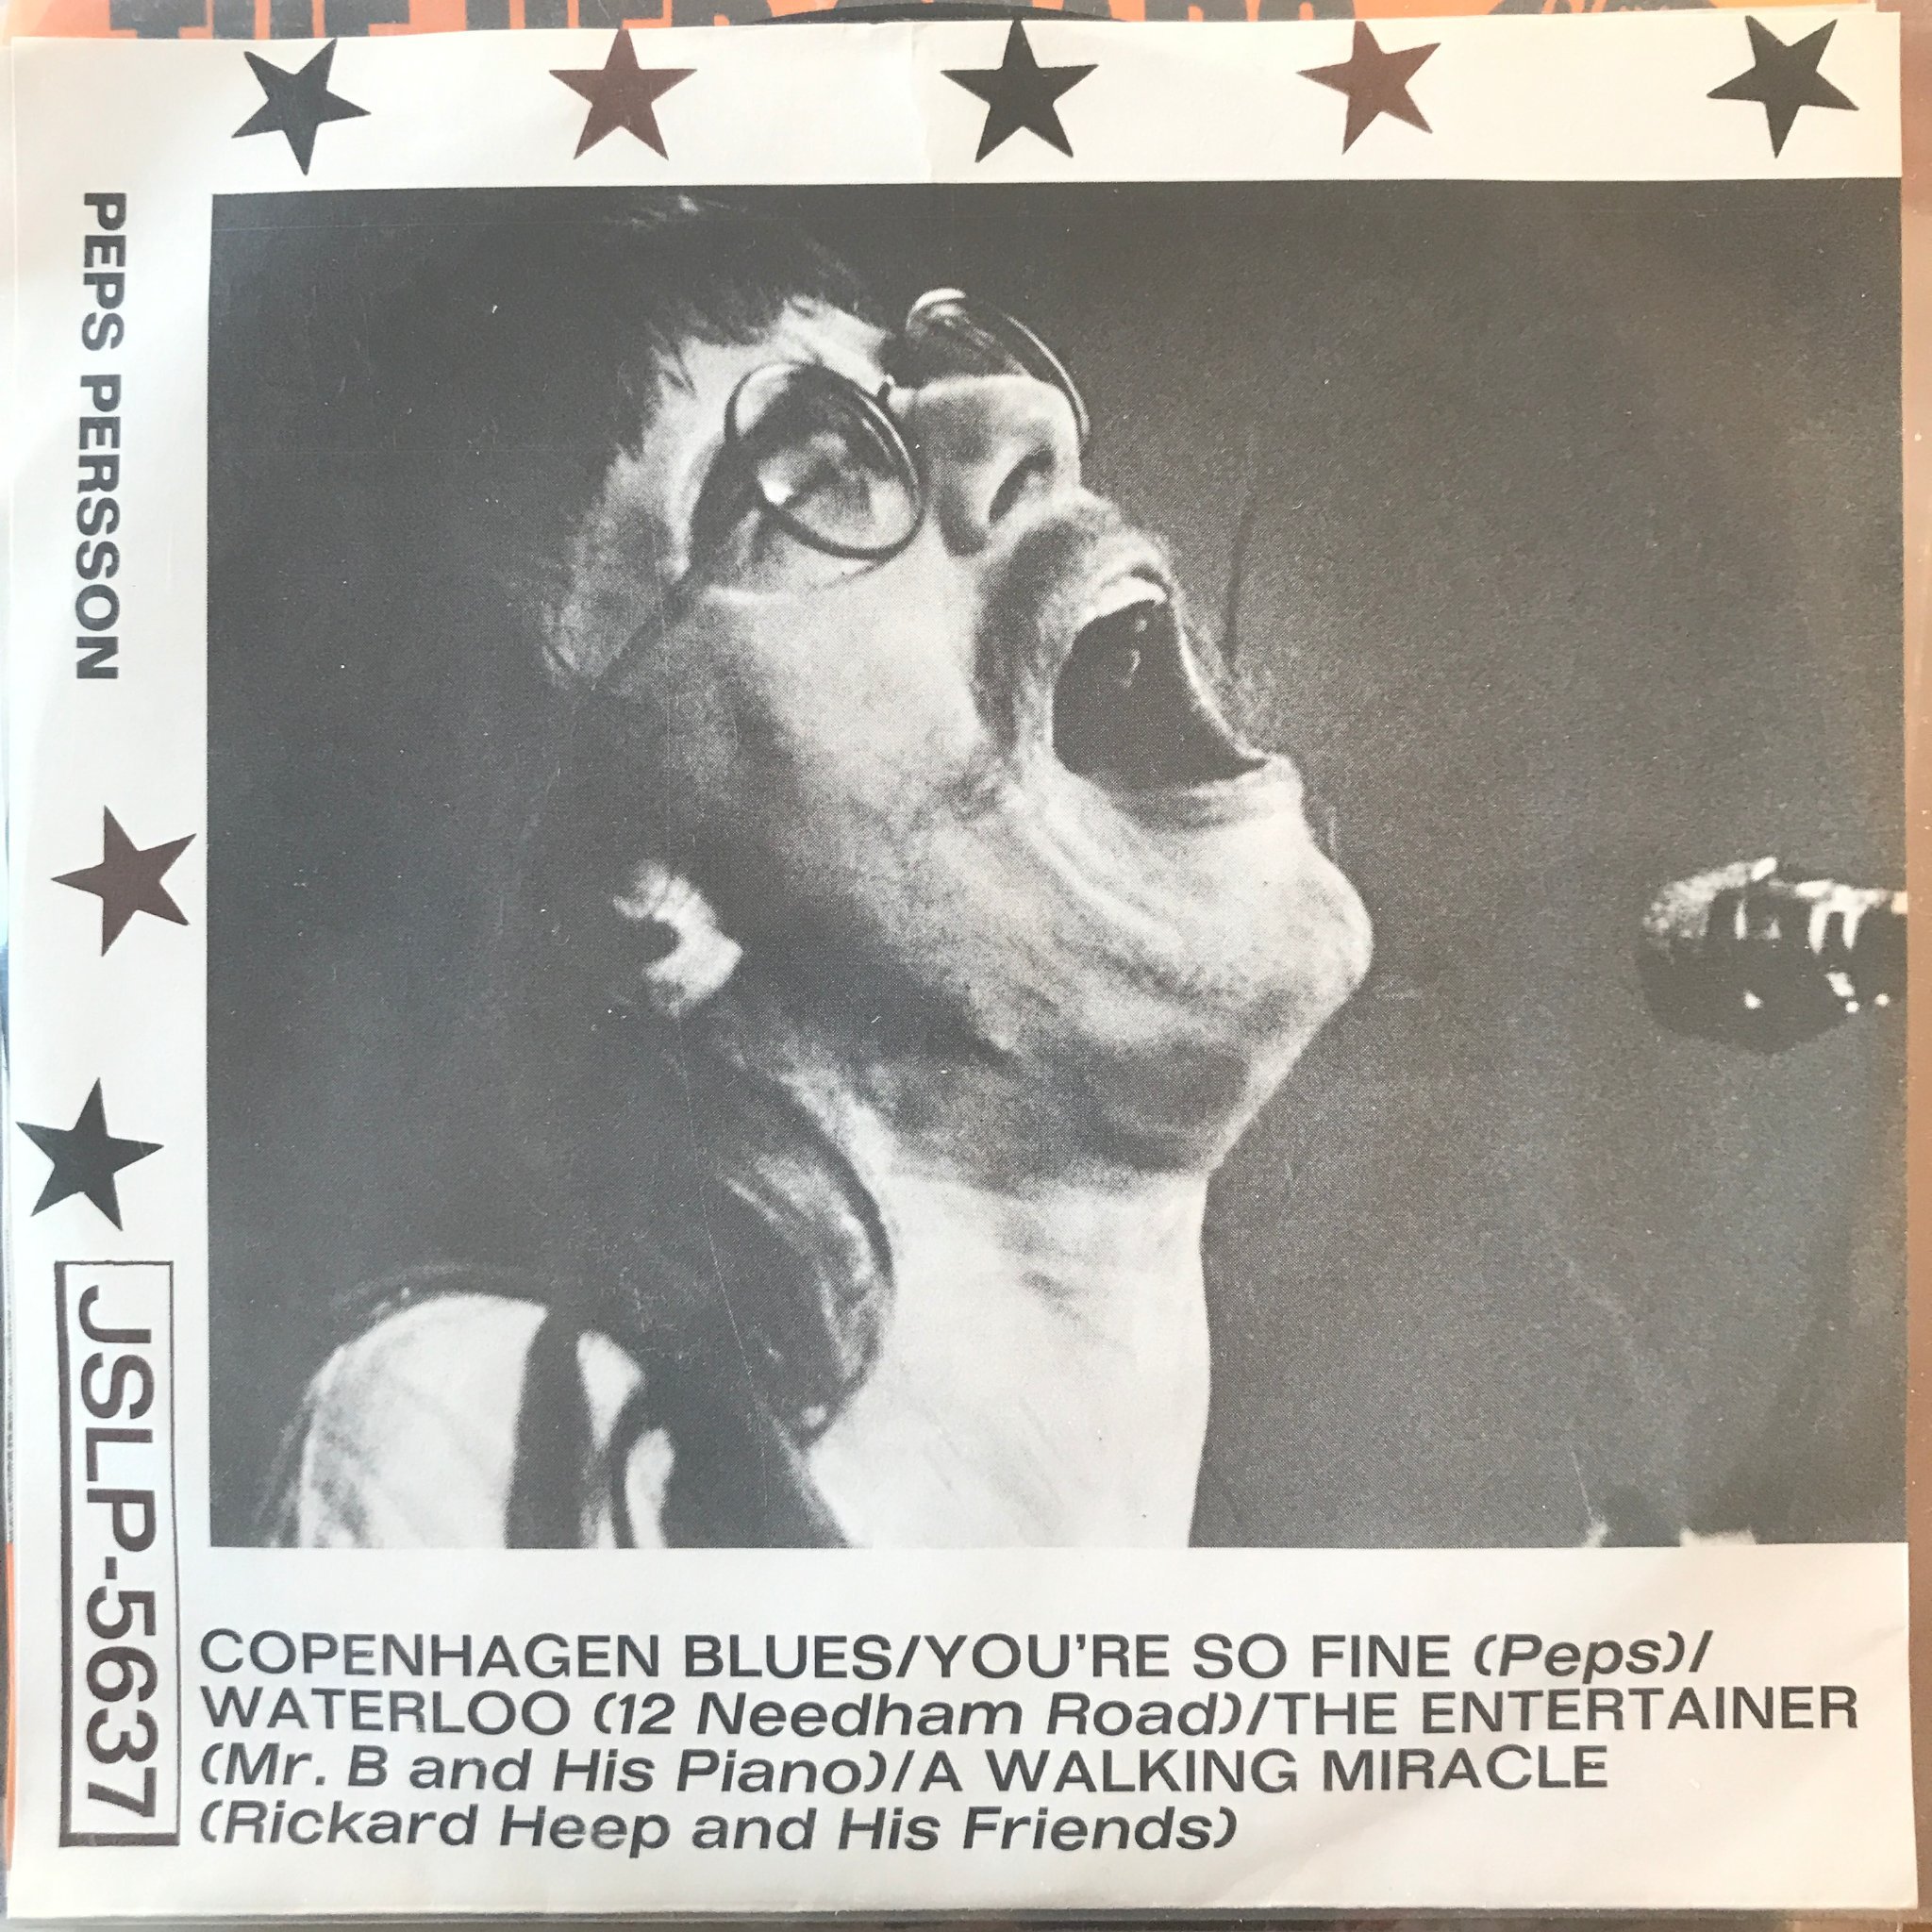 PEPS PERSSON
JSLP-5637
COPENHAGEN BLUES/YOU'RE SO FINE (Peps)/
WATERLOO (12 Needham Road)/THE ENTERTAINER
(Mr. B and His Piano)/A WALKING MIRACLE
(Rickard Heep and His Friends)